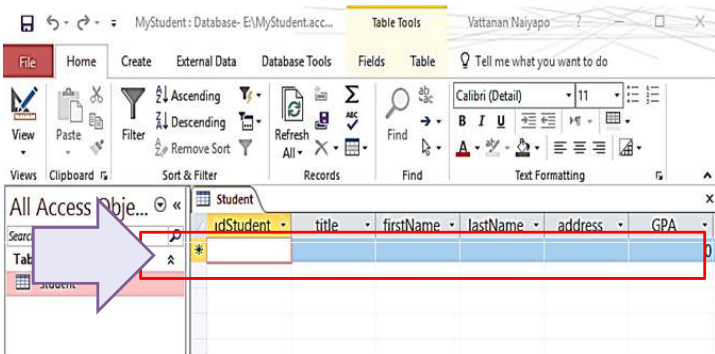 MyStudent : Database- E:\MyStudent.acc... Table Tools Vattanan Naiyapo ?
File Home Create External Data Database Tools Fields Table Tell me what you want to do
View Paste Filter Ascending Descending Remove Sort Refresh All Find abac Calibri (Detail) 11
B I U A
Views Clipboard Sort & Filter Records Find Text Formatting
All Access Obje... « Student x
idStudent title firstName lastName address GPA
* 0
Student